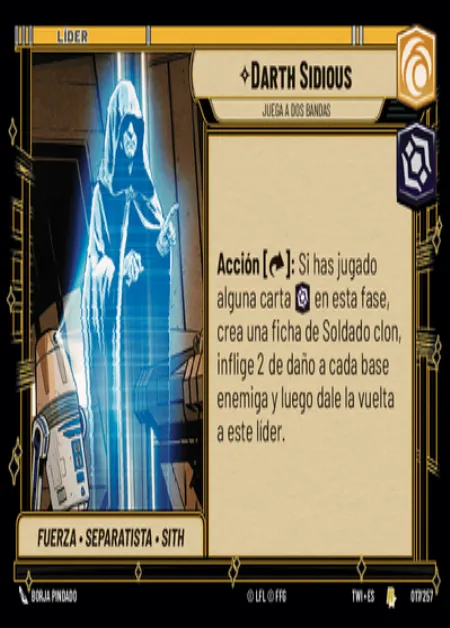 LÍDER
DARTH SIDIOUS
JUEGA A DOS BANDAS
Acción [ ]: Si has jugado
alguna carta en esta fase,
crea una ficha de Soldado clon,
inflige 2 de daño a cada base
enemiga y luego dale la vuelta
a este líder.
FUERZA • SEPARATISTA • SITH
BORJA PINDADO
© LFL © FFG
TWI • ES
017/257